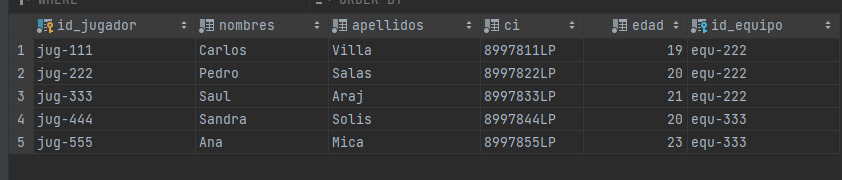 WHERE ORDER BY
id_jugador nombres apellidos ci edad id_equipo
1 jug-111 Carlos Villa 8997811LP 19 equ-222
2 jug-222 Pedro Salas 8997822LP 20 equ-222
3 jug-333 Saul Araj 8997833LP 21 equ-222
4 jug-444 Sandra Solis 8997844LP 20 equ-333
5 jug-555 Ana Mica 8997855LP 23 equ-333